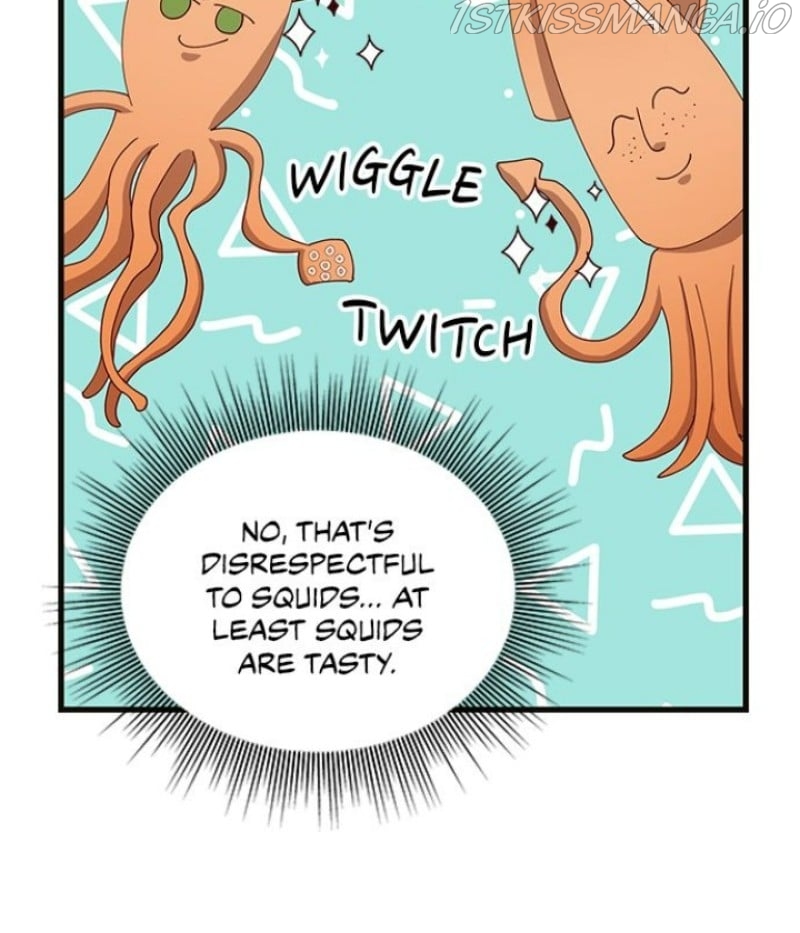 1STKISSMANGA.IO
WIGGLE
TWITCH
NO, THAT'S
DISRESPECTFUL
TO SQUIDS... AT
LEAST SQUIDS
ARE TASTY.